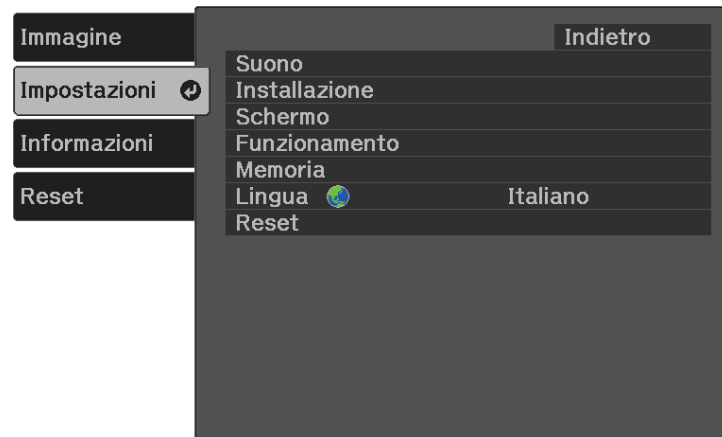 Immagine
Impostazioni
Informazioni
Reset
Indietro
Suono
Installazione
Schermo
Funzionamento
Memoria
Lingua Italiano
Reset